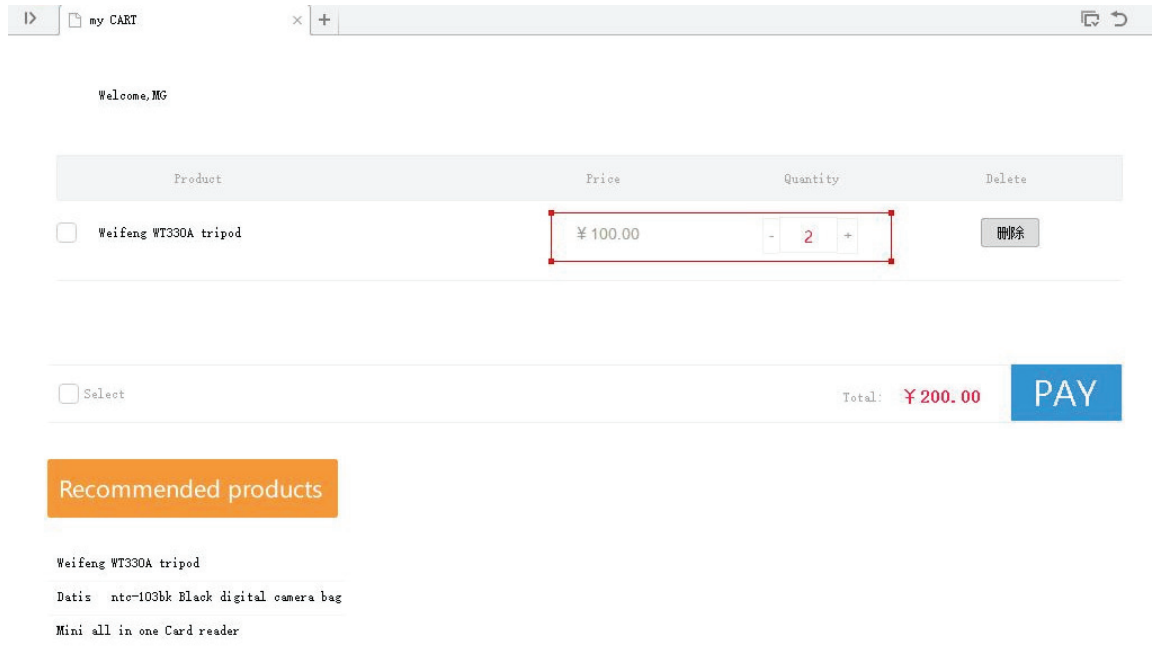 my CART
Welcome,MG
Product Price Quantity Delete
Weifeng WT330A tripod ¥ 100.00 - 2 + 删除
Select Total: ¥200.00 PAY
Recommended products
Weifeng WT330A tripod
Datis ntc-103bk Black digital camera bag
Mini all in one Card reader